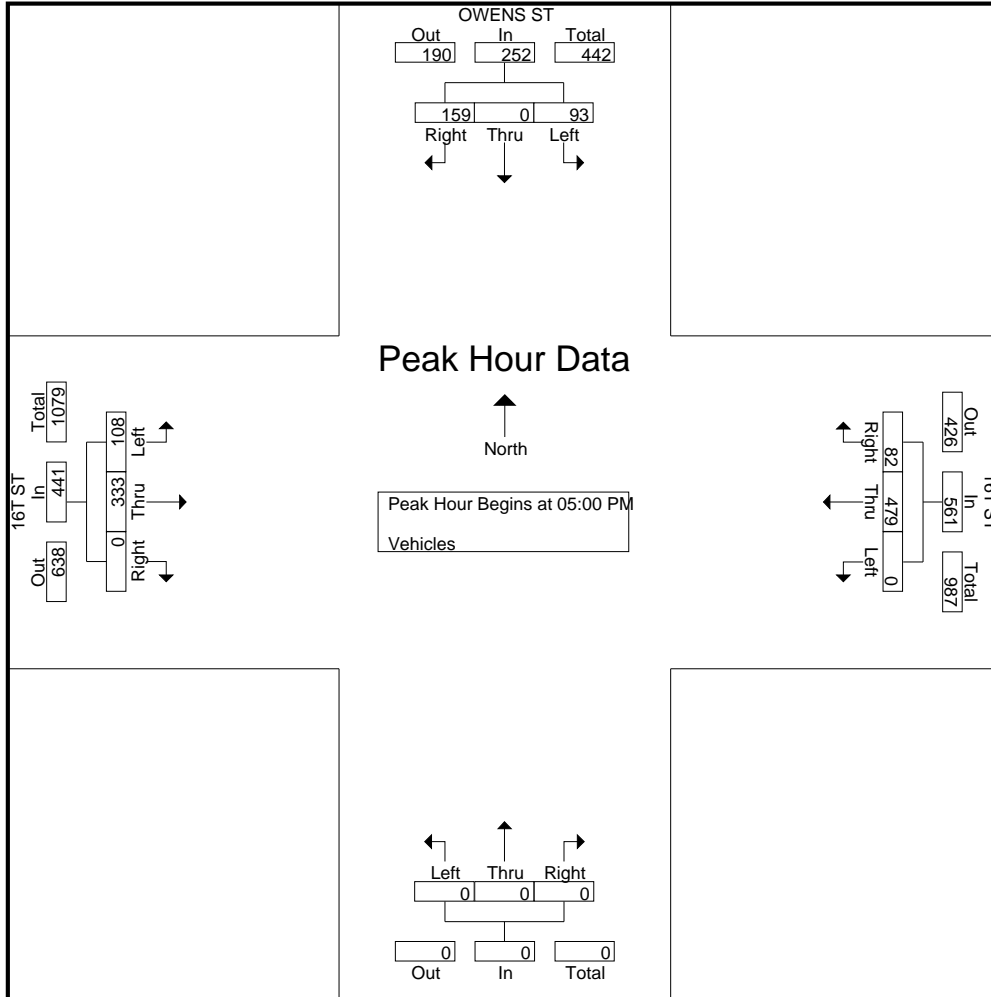 OWENS ST
Out In Total
190 252 442
159 0 93
Right Thru Left
Peak Hour Data
North
Peak Hour Begins at 05:00 PM
Vehicles
16T ST
Total In Out
1079 441 638
108 333 0
Left Thru Right
16T ST
Out In Total
426 561 987
82 479 0
Right Thru Left
Left Thru Right
0 0 0
0 0 0
Out In Total